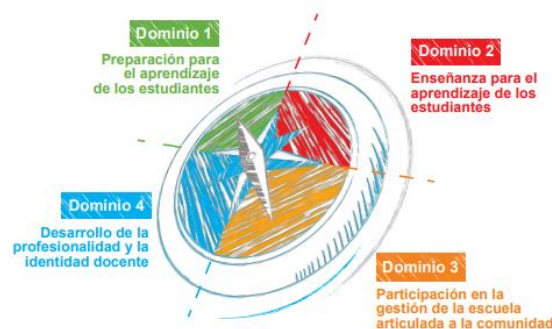 Dominio 1
Preparación para
el aprendizaje
de los estudiantes
Dominio 2
Enseñanza para el
aprendizaje de los
estudiantes
Dominio 4
Desarrollo de la
profesionalidad y la
identidad docente
Dominio 3
Participación en la
gestión de la escuela
articulada a la comunidad